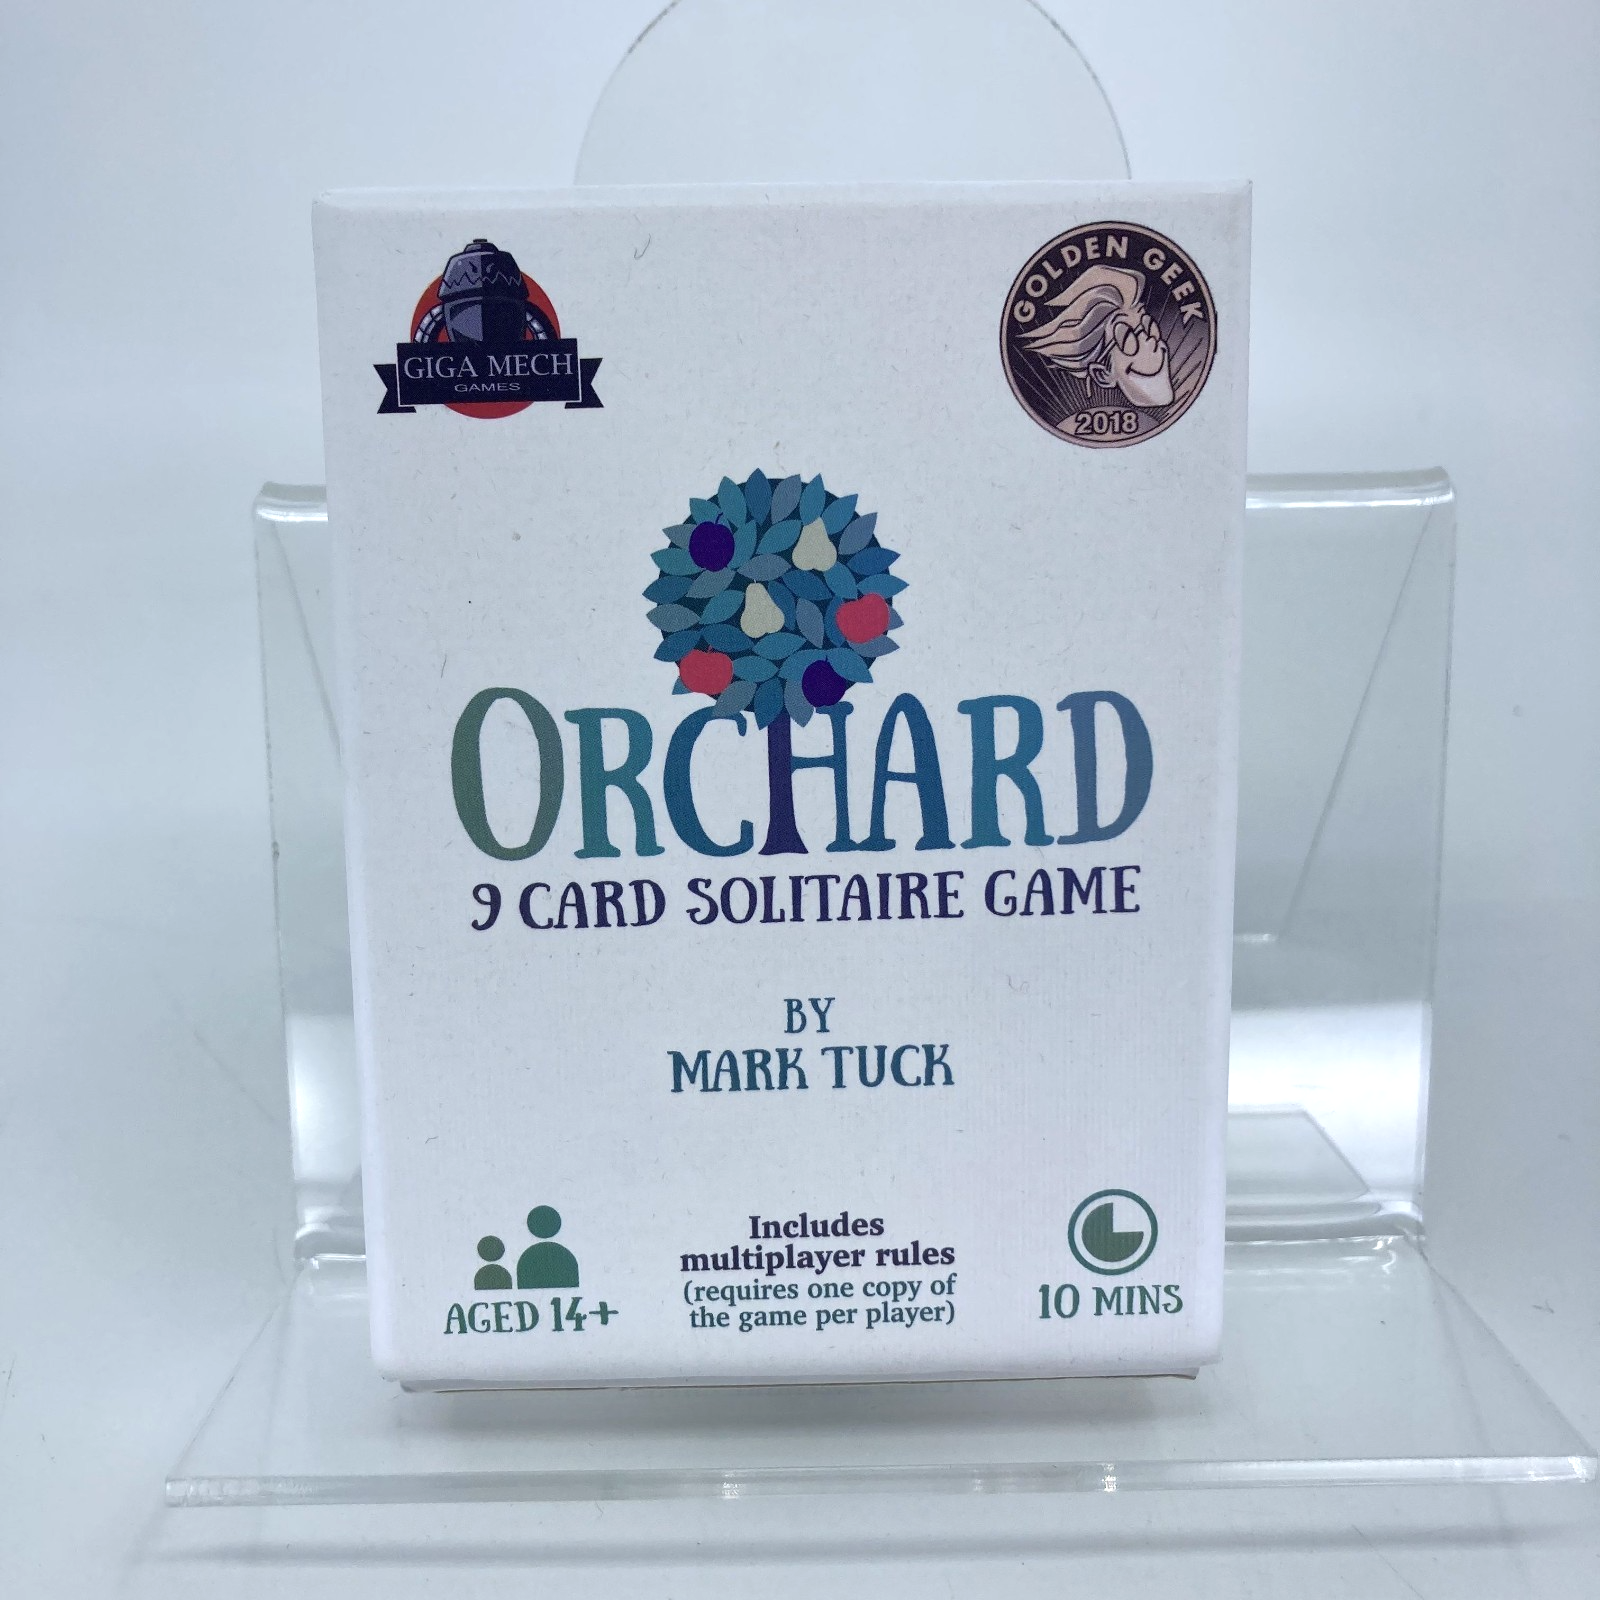 GIGA MECH
GAMES
GOLDEN GEEK
2018
ORCHARD
9 CARD SOLITAIRE GAME
BY
MARK TUCK
AGED 14+
Includes
multiplayer rules
(requires one copy of
the game per player)
10 MINS